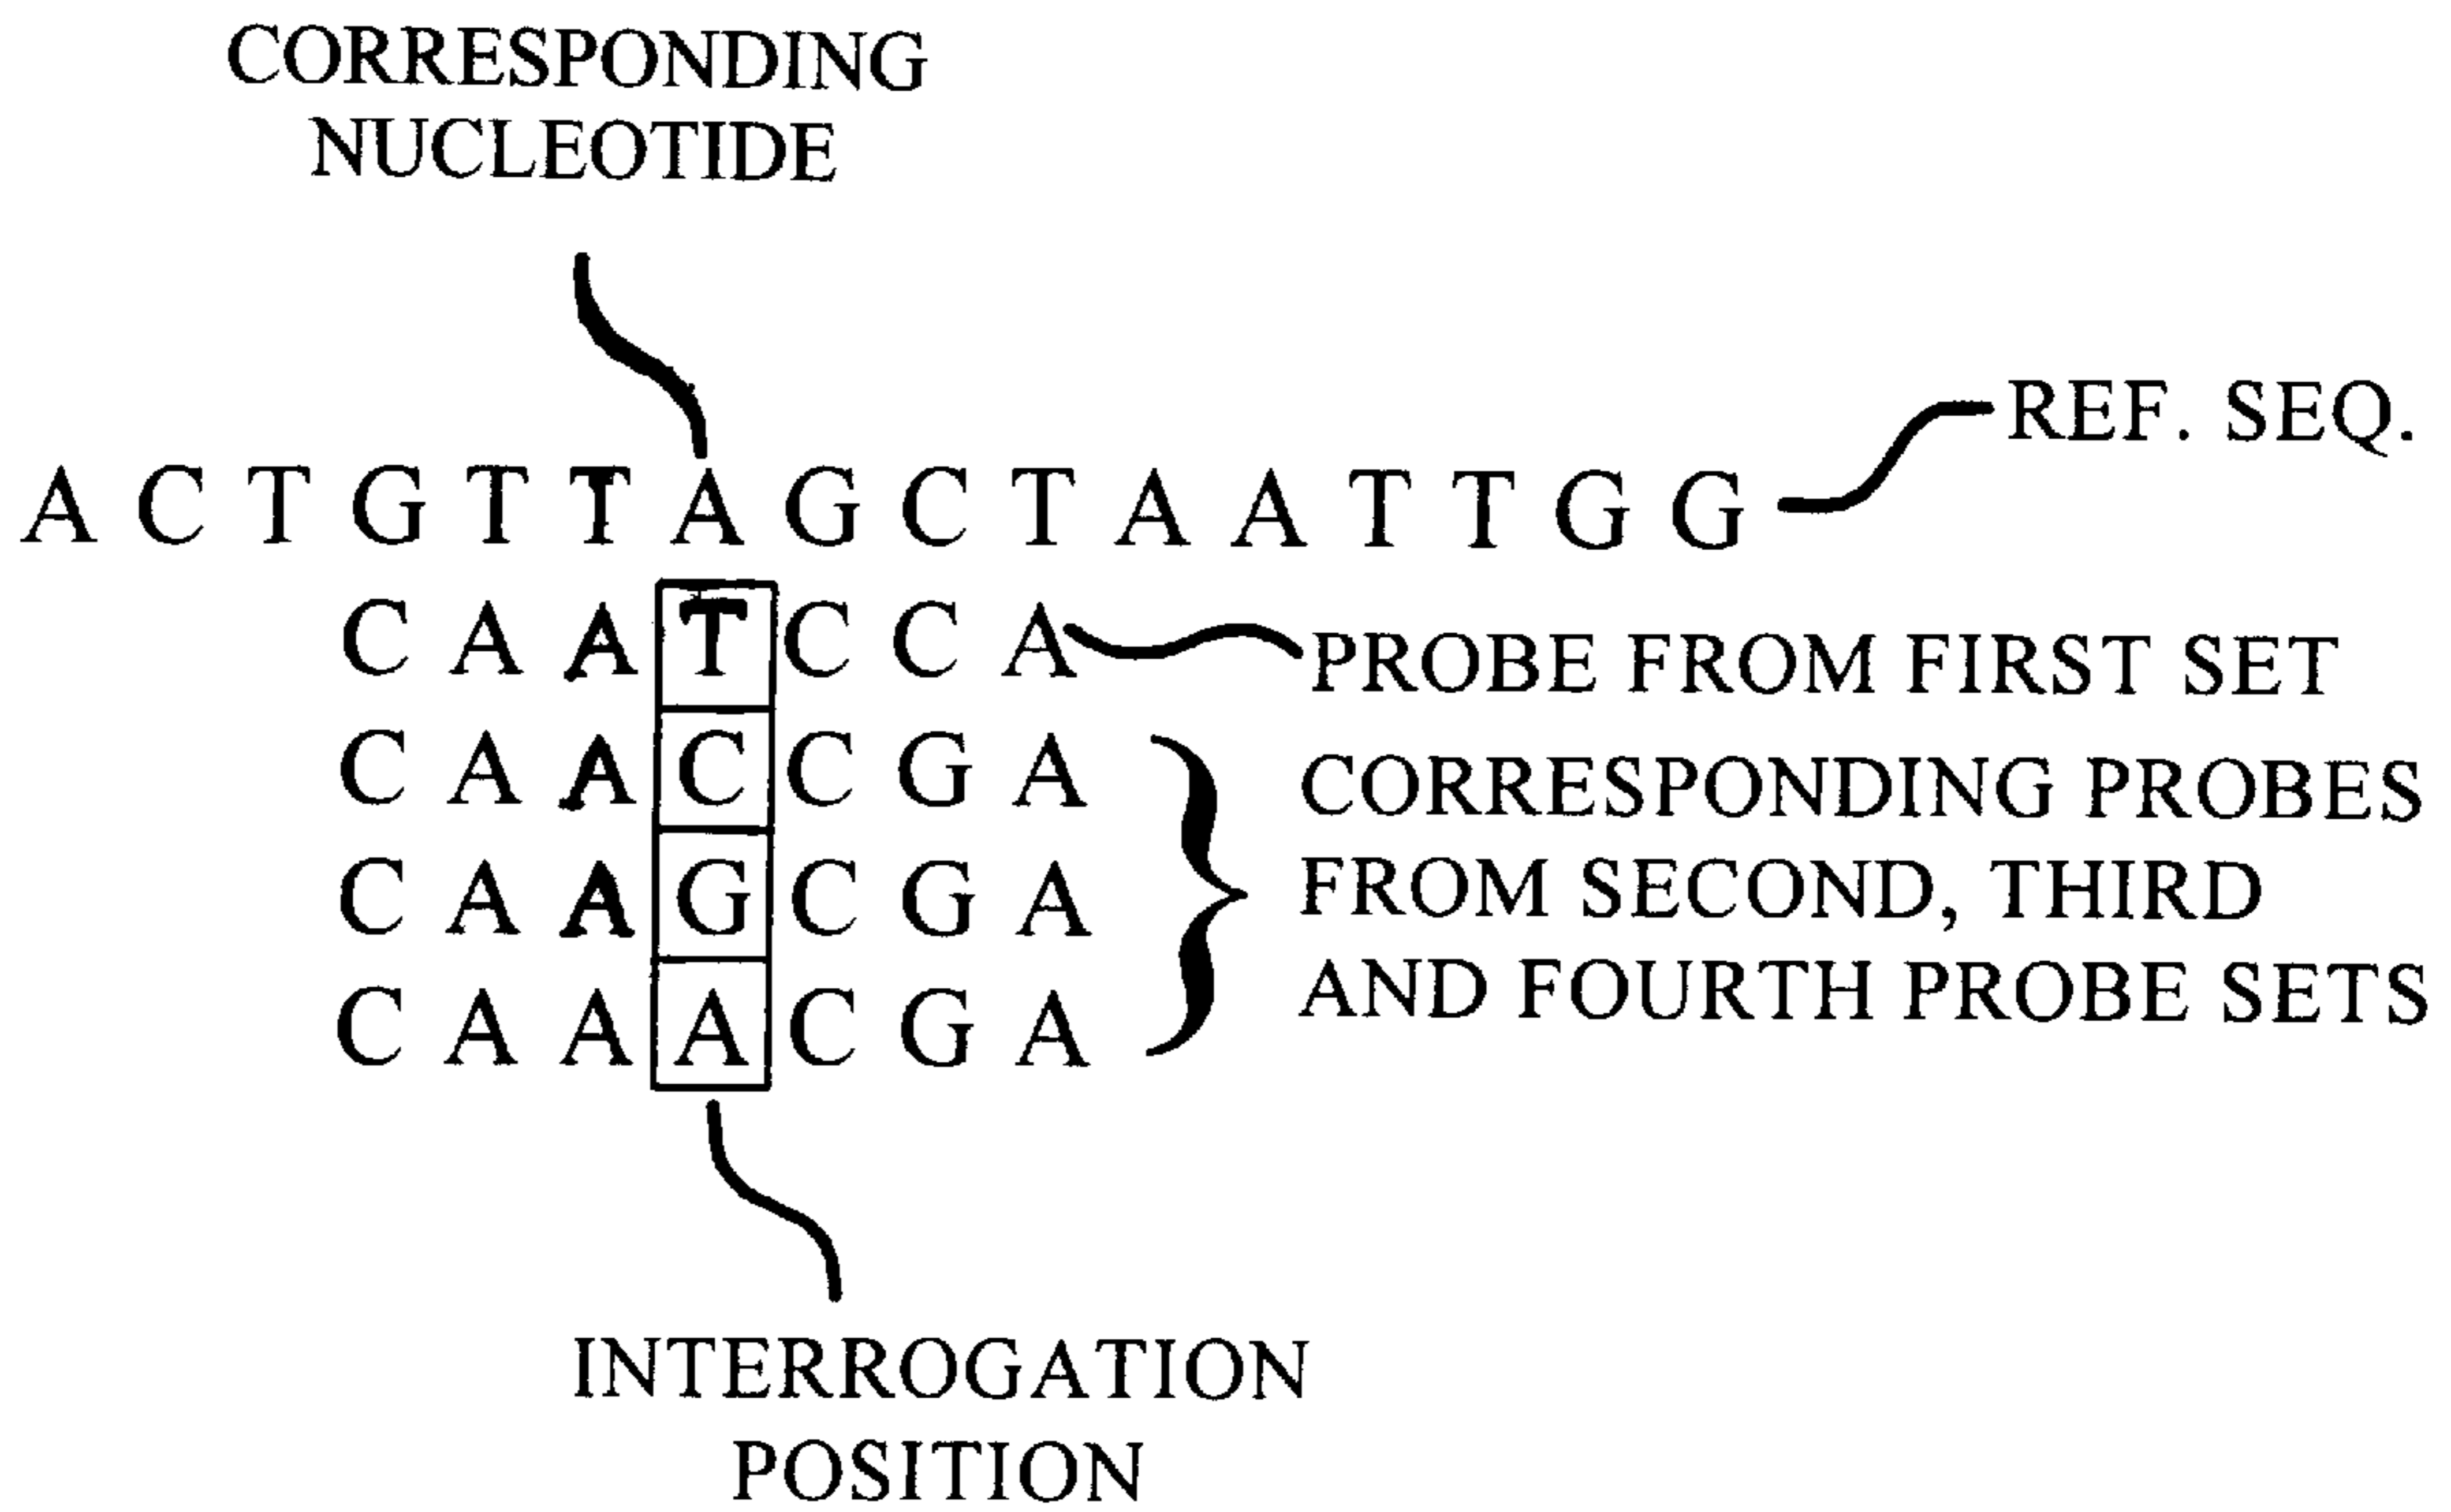 CORRESPONDING
NUCLEOTIDE
REF. SEQ.
A C T G T T A G C T A A T T G G
C A A T C C A
PROBE FROM FIRST SET
C A A C C G A
CORRESPONDING PROBES
C A A G C G A
FROM SECOND, THIRD
C A A A C G A
AND FOURTH PROBE SETS
INTERROGATION
POSITION